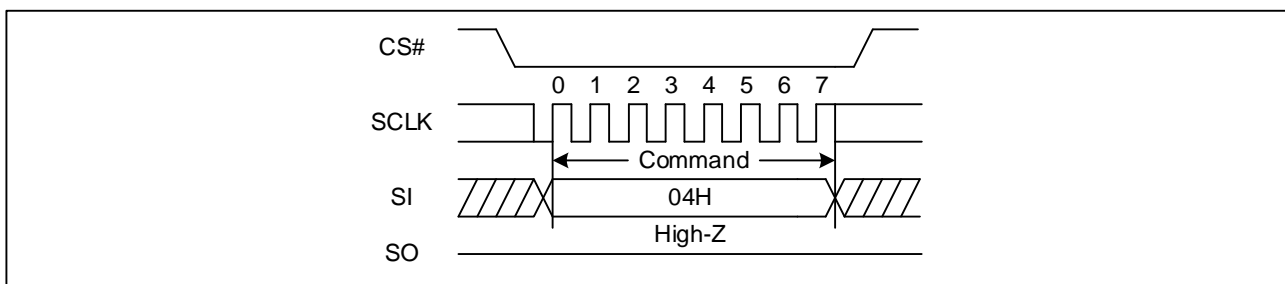 CS#
0 1 2 3 4 5 6 7
SCLK
Command
SI
04H
High-Z
SO